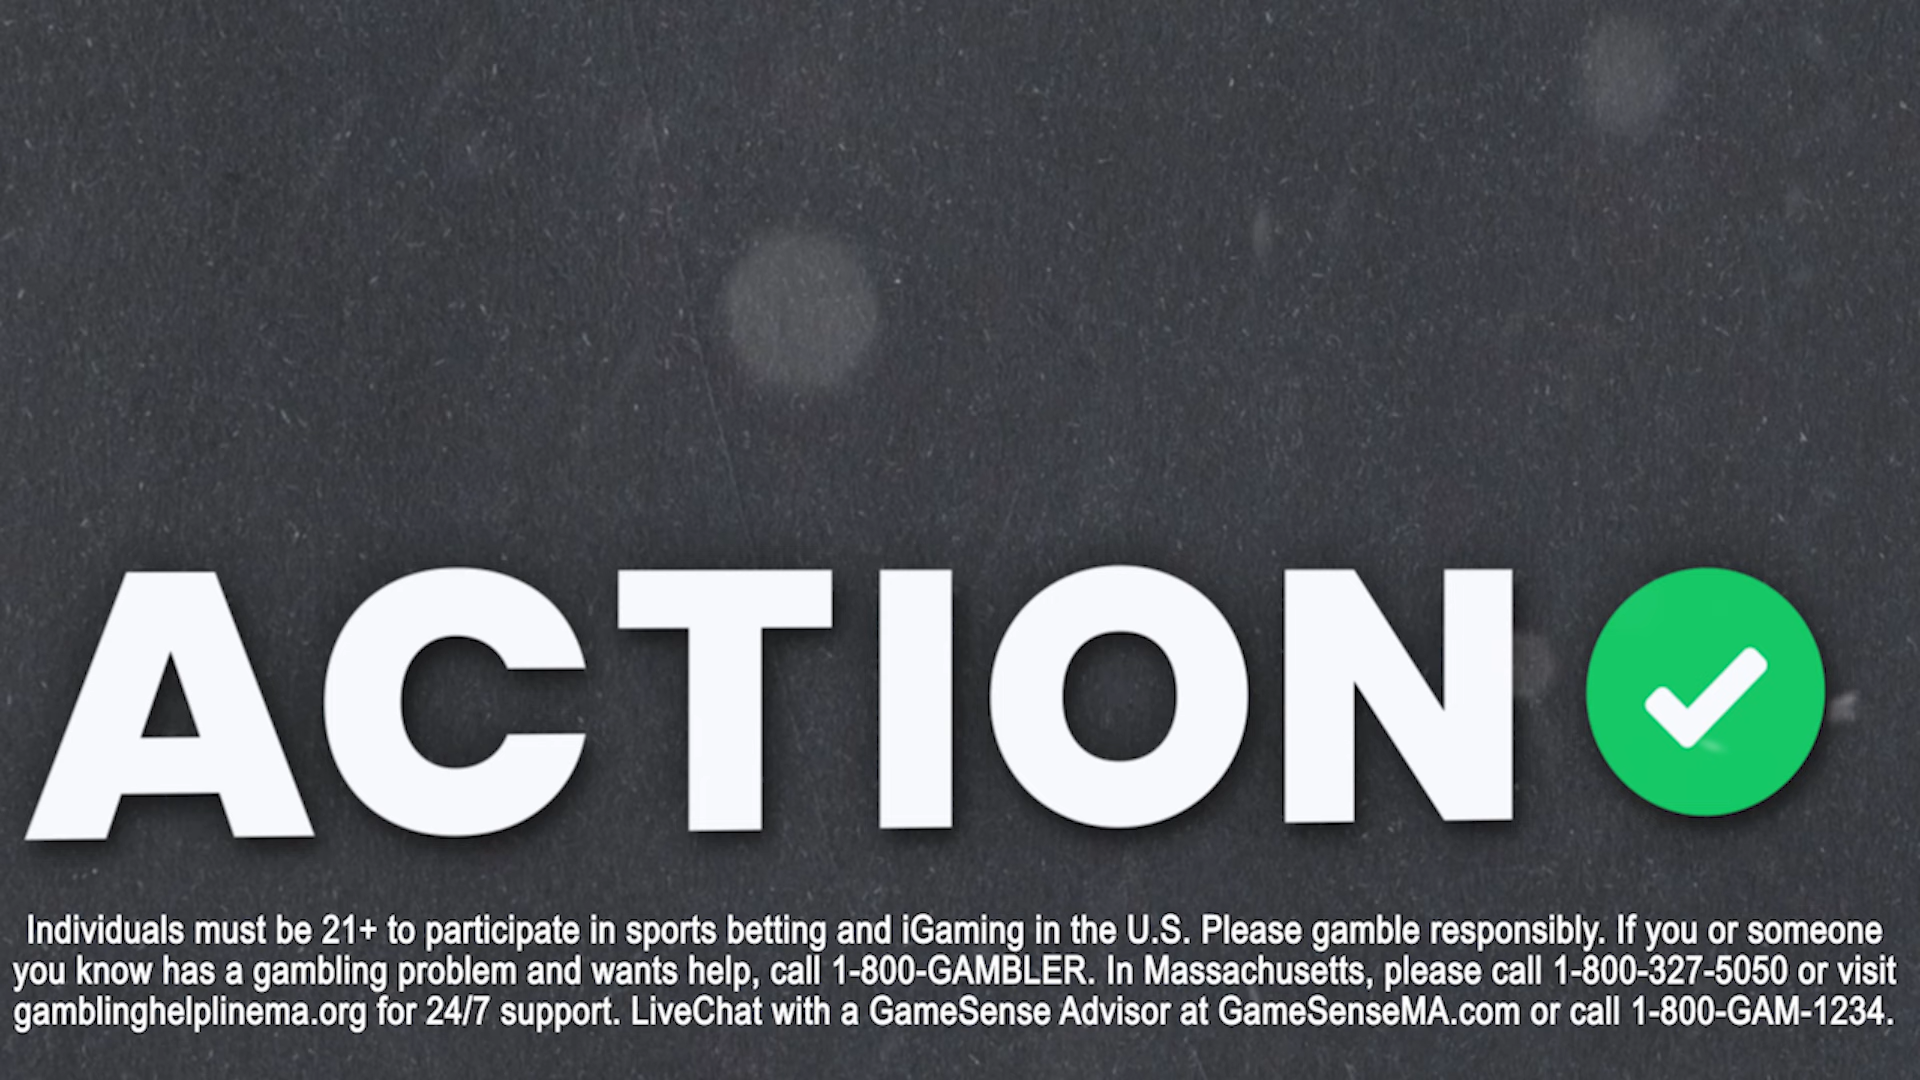 ACTION
Individuals must be 21+ to participate in sports betting and iGaming in the U.S. Please gamble responsibly. If you or someone
you know has a gambling problem and wants help, call 1-800-GAMBLER. In Massachusetts, please call 1-800-327-5050 or visit
gamblinghelplinema.org for 24/7 support. LiveChat with a GameSense Advisor at GameSenseMA.com or call 1-800-GAM-1234.